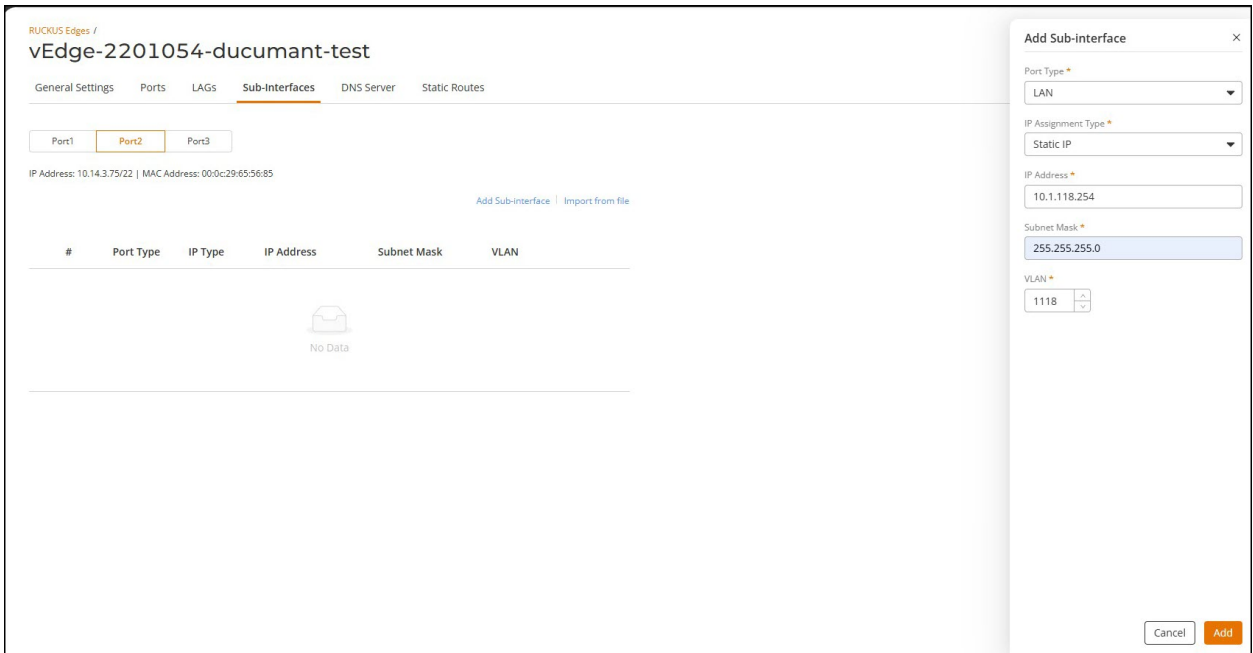 RUCKUS Edges /
vEdge-2201054-ducumant-test
General Settings Ports LAGs Sub-Interfaces DNS Server Static Routes
Port1 Port2 Port3
IP Address: 10.14.3.75/22 | MAC Address: 00:0c:29:65:56:85
Add Sub-interface | Import from file
# Port Type IP Type IP Address Subnet Mask VLAN
No Data
Add Sub-interface
Port Type *
LAN
IP Assignment Type *
Static IP
IP Address *
10.1.118.254
Subnet Mask *
255.255.255.0
VLAN *
1118
Cancel Add